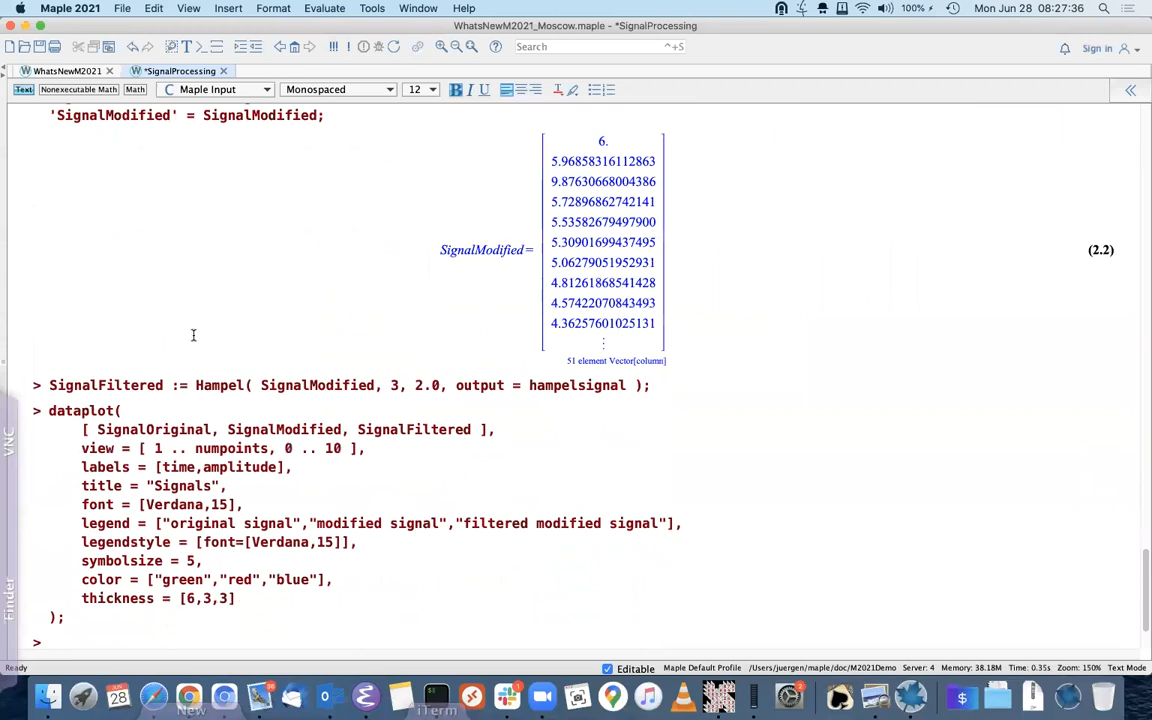 Maple 2021 File Edit View Insert Format Evaluate Tools Window Help 100% Mon Jun 28 08:27:36
WhatsNewM2021_Moscow.maple - *SignalProcessing
Search ^+S Sign in
WhatsNewM2021 *SignalProcessing
Text Nonexecutable Math Math C Maple Input Monospaced 12 B I U
'SignalModified' = SignalModified;
6.
5.96858316112863
9.87630668004386
5.72896862742141
5.53582679497900
5.30901699437495
SignalModified = (2.2)
5.06279051952931
4.81261868541428
4.57422070843493
4.36257601025131
⋮
51 element Vector[column]
> SignalFiltered := Hampel( SignalModified, 3, 2.0, output = hampelsignal );
> dataplot(
[ SignalOriginal, SignalModified, SignalFiltered ],
view = [ 1 .. numpoints, 0 .. 10 ],
labels = [time,amplitude],
title = "Signals",
font = [Verdana,15],
legend = ["original signal","modified signal","filtered modified signal"],
legendstyle = [font=[Verdana,15]],
symbolsize = 5,
color = ["green","red","blue"],
thickness = [6,3,3]
);
>
VNC
Finder
Ready Editable Maple Default Profile /Users/juergen/maple/doc/M2021Demo Server: 4 Memory: 38.18M Time: 0.35s Zoom: 150% Text Mode
New iTerm